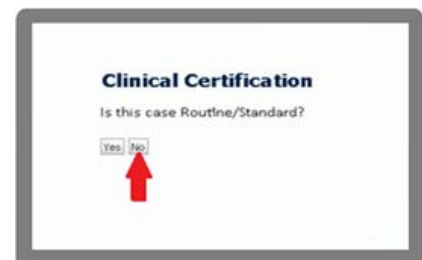 Clinical Certification
Is this case Routine/Standard?
Yes No